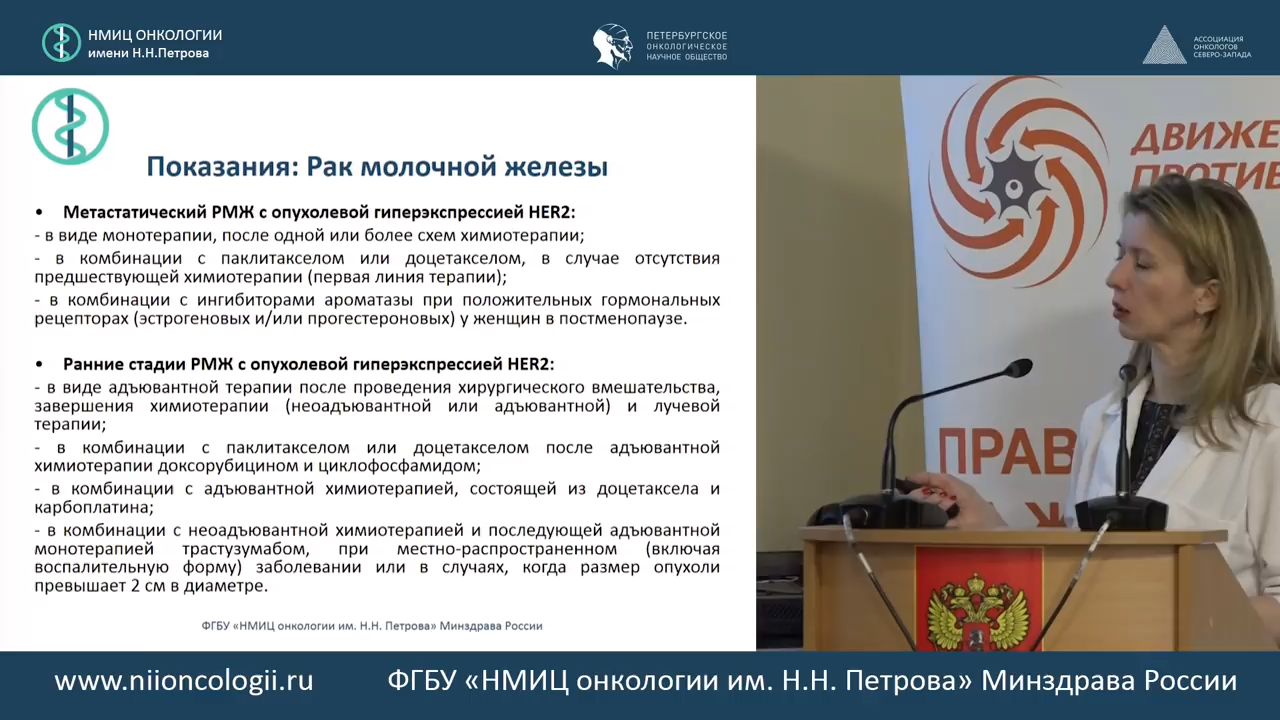 НМИЦ ОНКОЛОГИИ
имени Н.Н.Петрова
ПЕТЕРБУРГСКОЕ
ОНКОЛОГИЧЕСКОЕ
НАУЧНОЕ ОБЩЕСТВО
АССОЦИАЦИЯ
ОНКОЛОГОВ
СЕВЕРО-ЗАПАДА
Показания: Рак молочной железы
• Метастатический РМЖ с опухолевой гиперэкспрессией HER2:
- в виде монотерапии, после одной или более схем химиотерапии;
- в комбинации с паклитакселом или доцетакселом, в случае отсутствия
предшествующей химиотерапии (первая линия терапии);
- в комбинации с ингибиторами ароматазы при положительных гормональных
рецепторах (эстрогеновых и/или прогестероновых) у женщин в постменопаузе.
• Ранние стадии РМЖ с опухолевой гиперэкспрессией HER2:
- в виде адъювантной терапии после проведения хирургического вмешательства,
завершения химиотерапии (неоадъювантной или адъювантной) и лучевой
терапии;
- в комбинации с паклитакселом или доцетакселом после адъювантной
химиотерапии доксорубицином и циклофосфамидом;
- в комбинации с адъювантной химиотерапией, состоящей из доцетаксела и
карбоплатина;
- в комбинации с неоадъювантной химиотерапией и последующей адъювантной
монотерапией трастузумабом, при местно-распространенном (включая
воспалительную форму) заболевании или в случаях, когда размер опухоли
превышает 2 см в диаметре.
ФГБУ «НМИЦ онкологии им. Н.Н. Петрова» Минздрава России
ДВИЖЕ
ПРОТИВ
ПРАВ
Ж
www.niioncologii.ru ФГБУ «НМИЦ онкологии им. Н.Н. Петрова» Минздрава России